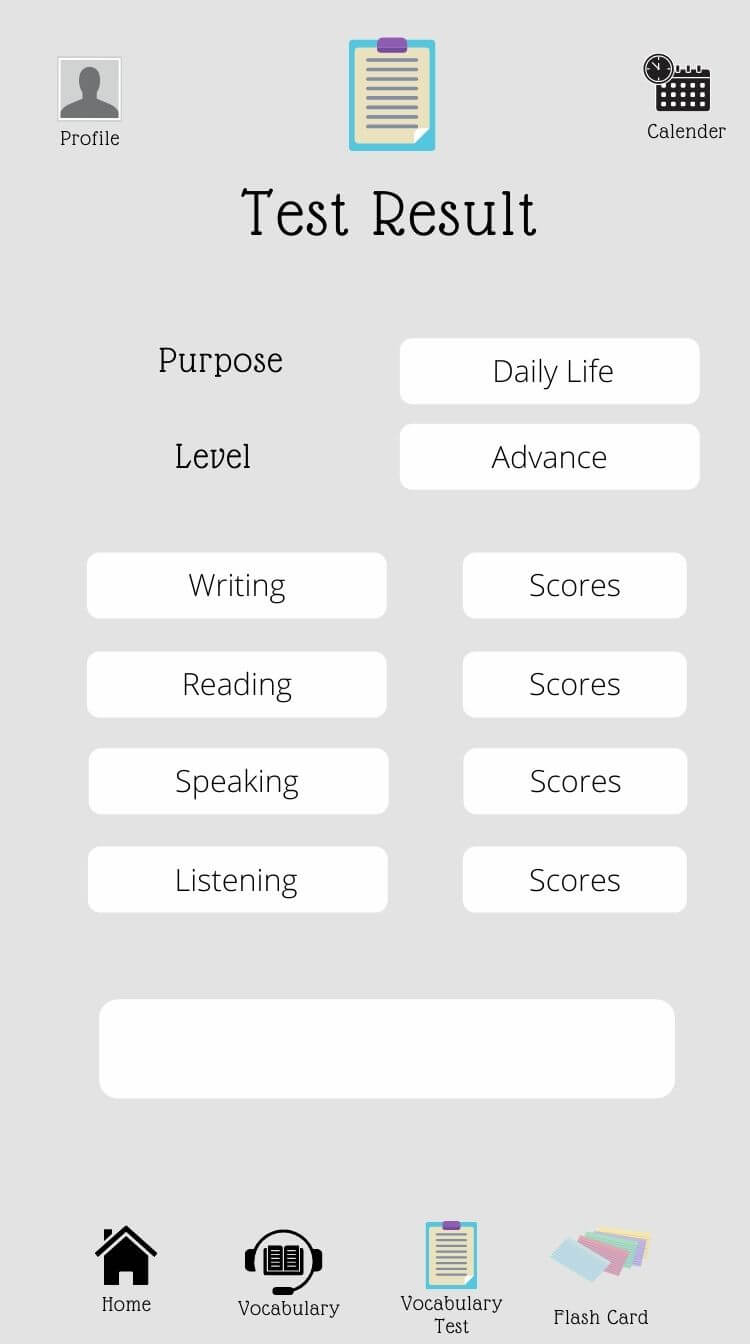 Profile
Calender
Test Result
Purpose
Daily Life
Level
Advance
Writing
Scores
Reading
Scores
Speaking
Scores
Listening
Scores
Home
Vocabulary
Vocabulary
Test
Flash Card